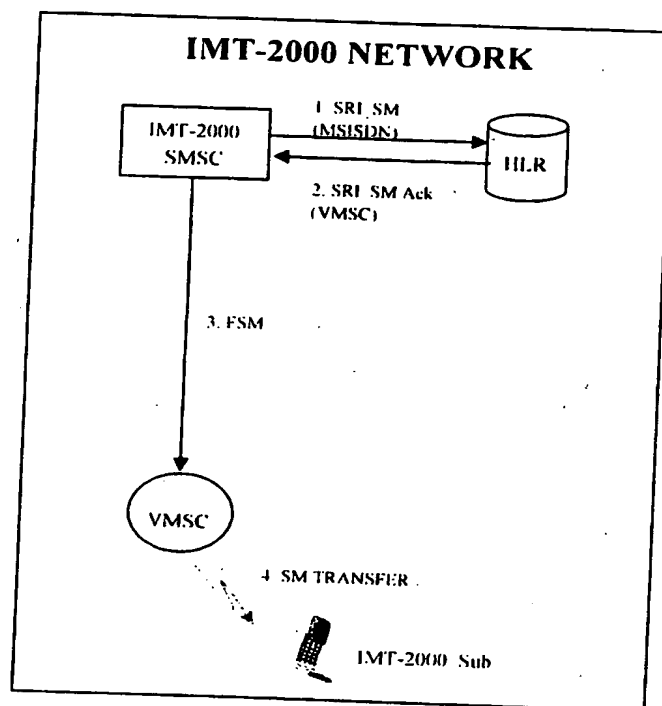 IMT-2000 NETWORK
1. SRI_SM
(MSISDN)
IMT-2000
SMSC
HLR
2. SRI_SM Ack
(VMSC)
3. FSM
VMSC
4. SM TRANSFER
IMT-2000 Sub